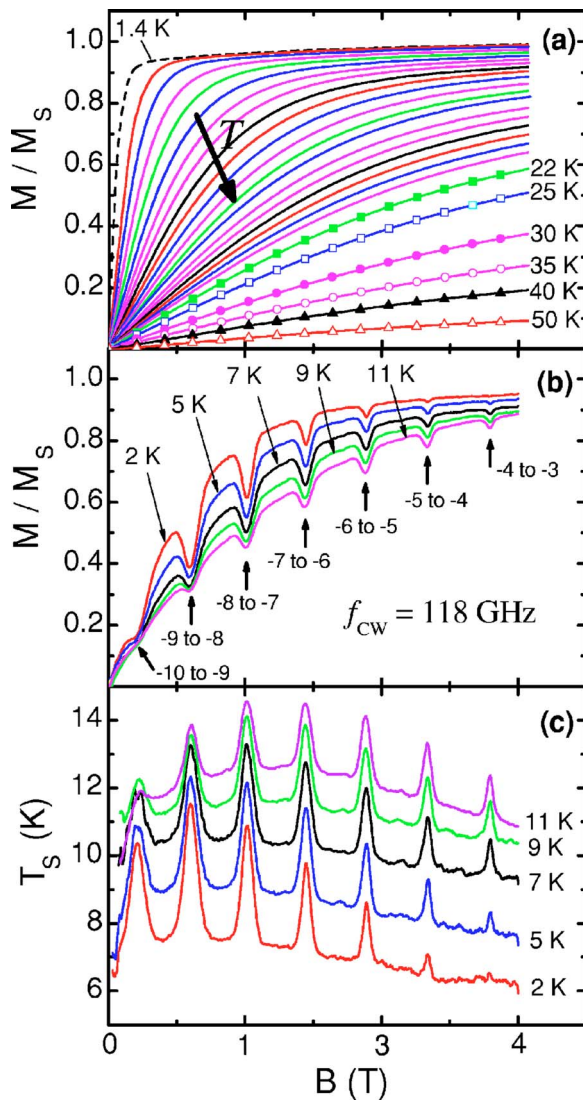 1.4 K
(a)
1.0
0.8
0.6
0.4
0.2
M / M_S
T
22 K
25 K
30 K
35 K
40 K
50 K
(b)
1.0
0.8
0.6
0.4
0.2
M / M_S
2 K
5 K
7 K
9 K
11 K
-4 to -3
-5 to -4
-6 to -5
-7 to -6
-8 to -7
-9 to -8
-10 to -9
f_CW = 118 GHz
(c)
14
12
10
8
6
T_S (K)
11 K
9 K
7 K
5 K
2 K
0 1 3 4
B (T)